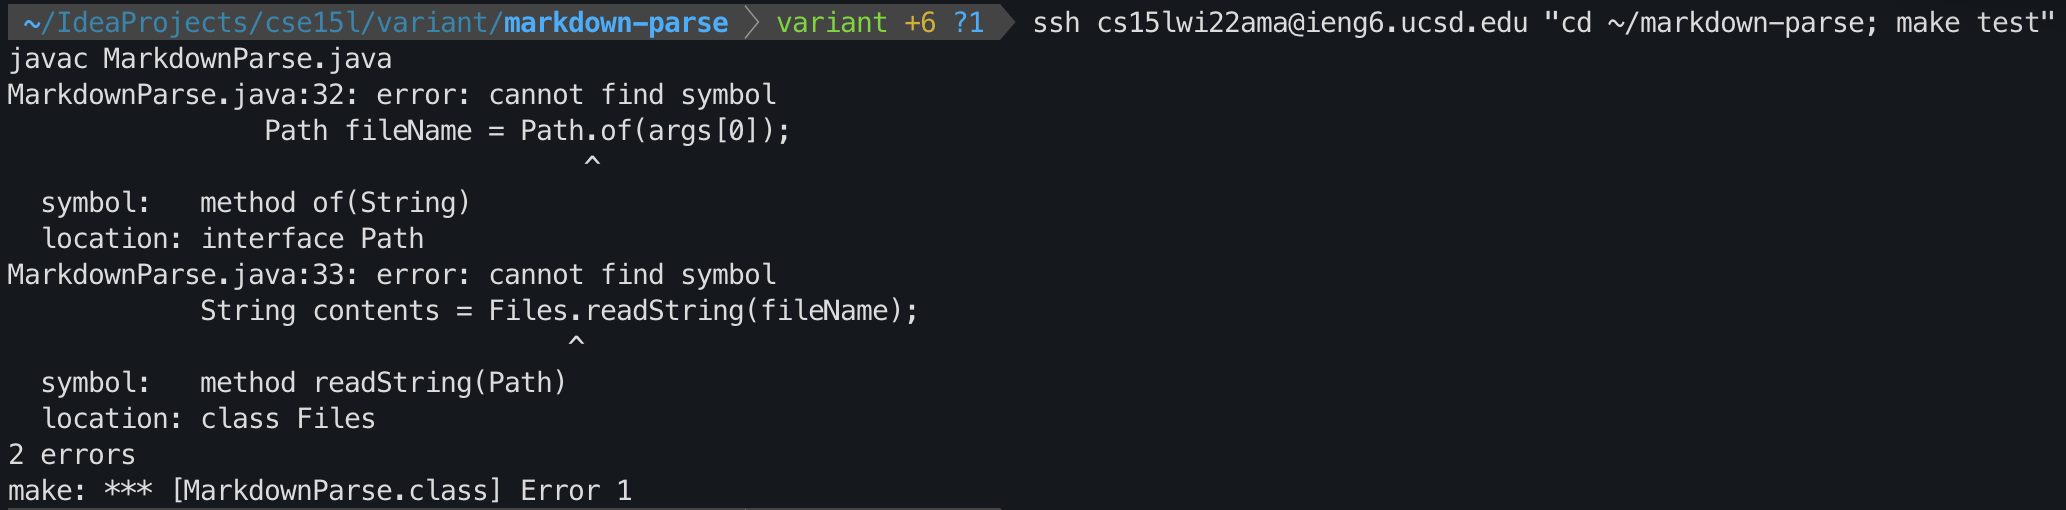 ~/IdeaProjects/cse15l/variant/markdown-parse variant +6 ?1 ssh cs15lwi22ama@ieng6.ucsd.edu "cd ~/markdown-parse; make test"
javac MarkdownParse.java
MarkdownParse.java:32: error: cannot find symbol
                Path fileName = Path.of(args[0]);
                                    ^
  symbol:   method of(String)
  location: interface Path
MarkdownParse.java:33: error: cannot find symbol
            String contents = Files.readString(fileName);
                                   ^
  symbol:   method readString(Path)
  location: class Files
2 errors
make: *** [MarkdownParse.class] Error 1